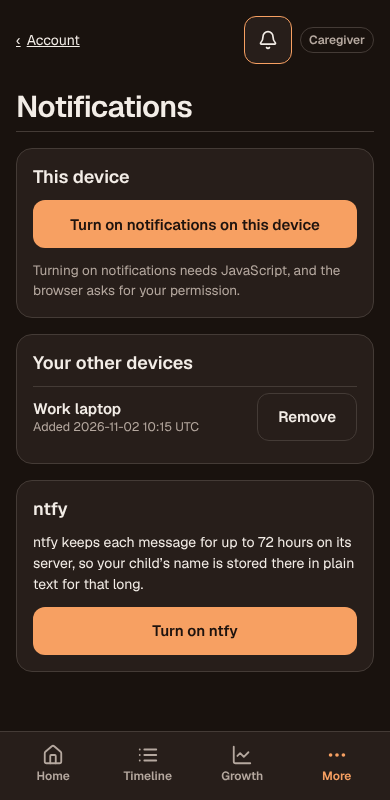 ‹ Account
Caregiver
Notifications
This device
Turn on notifications on this device
Turning on notifications needs JavaScript, and the
browser asks for your permission.
Your other devices
Work laptop
Added 2026-11-02 10:15 UTC
Remove
ntfy
ntfy keeps each message for up to 72 hours on its
server, so your child’s name is stored there in plain
text for that long.
Turn on ntfy
Home
Timeline
Growth
More